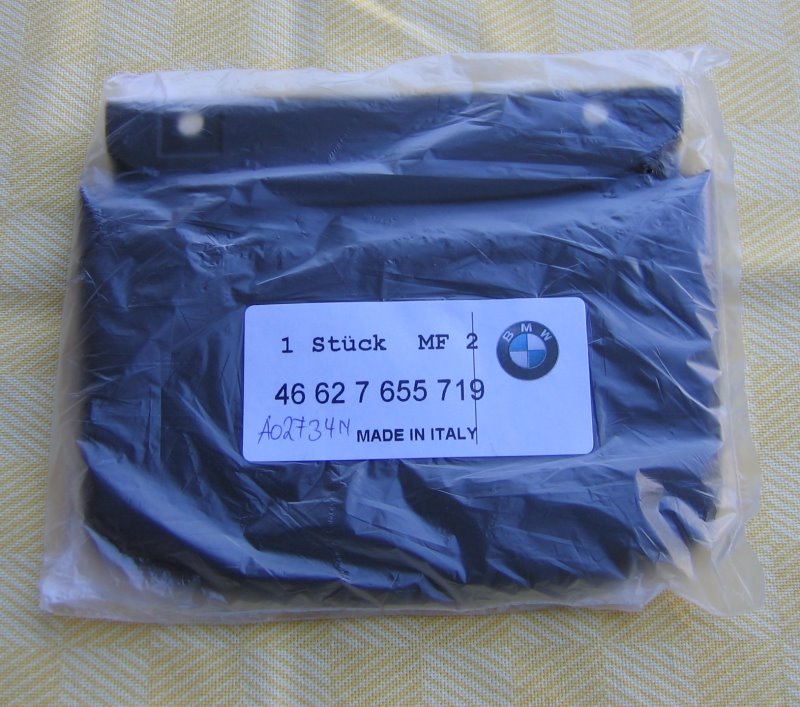 1 Stück MF 2
BMW
46 62 7 655 719
A02734N
MADE IN ITALY